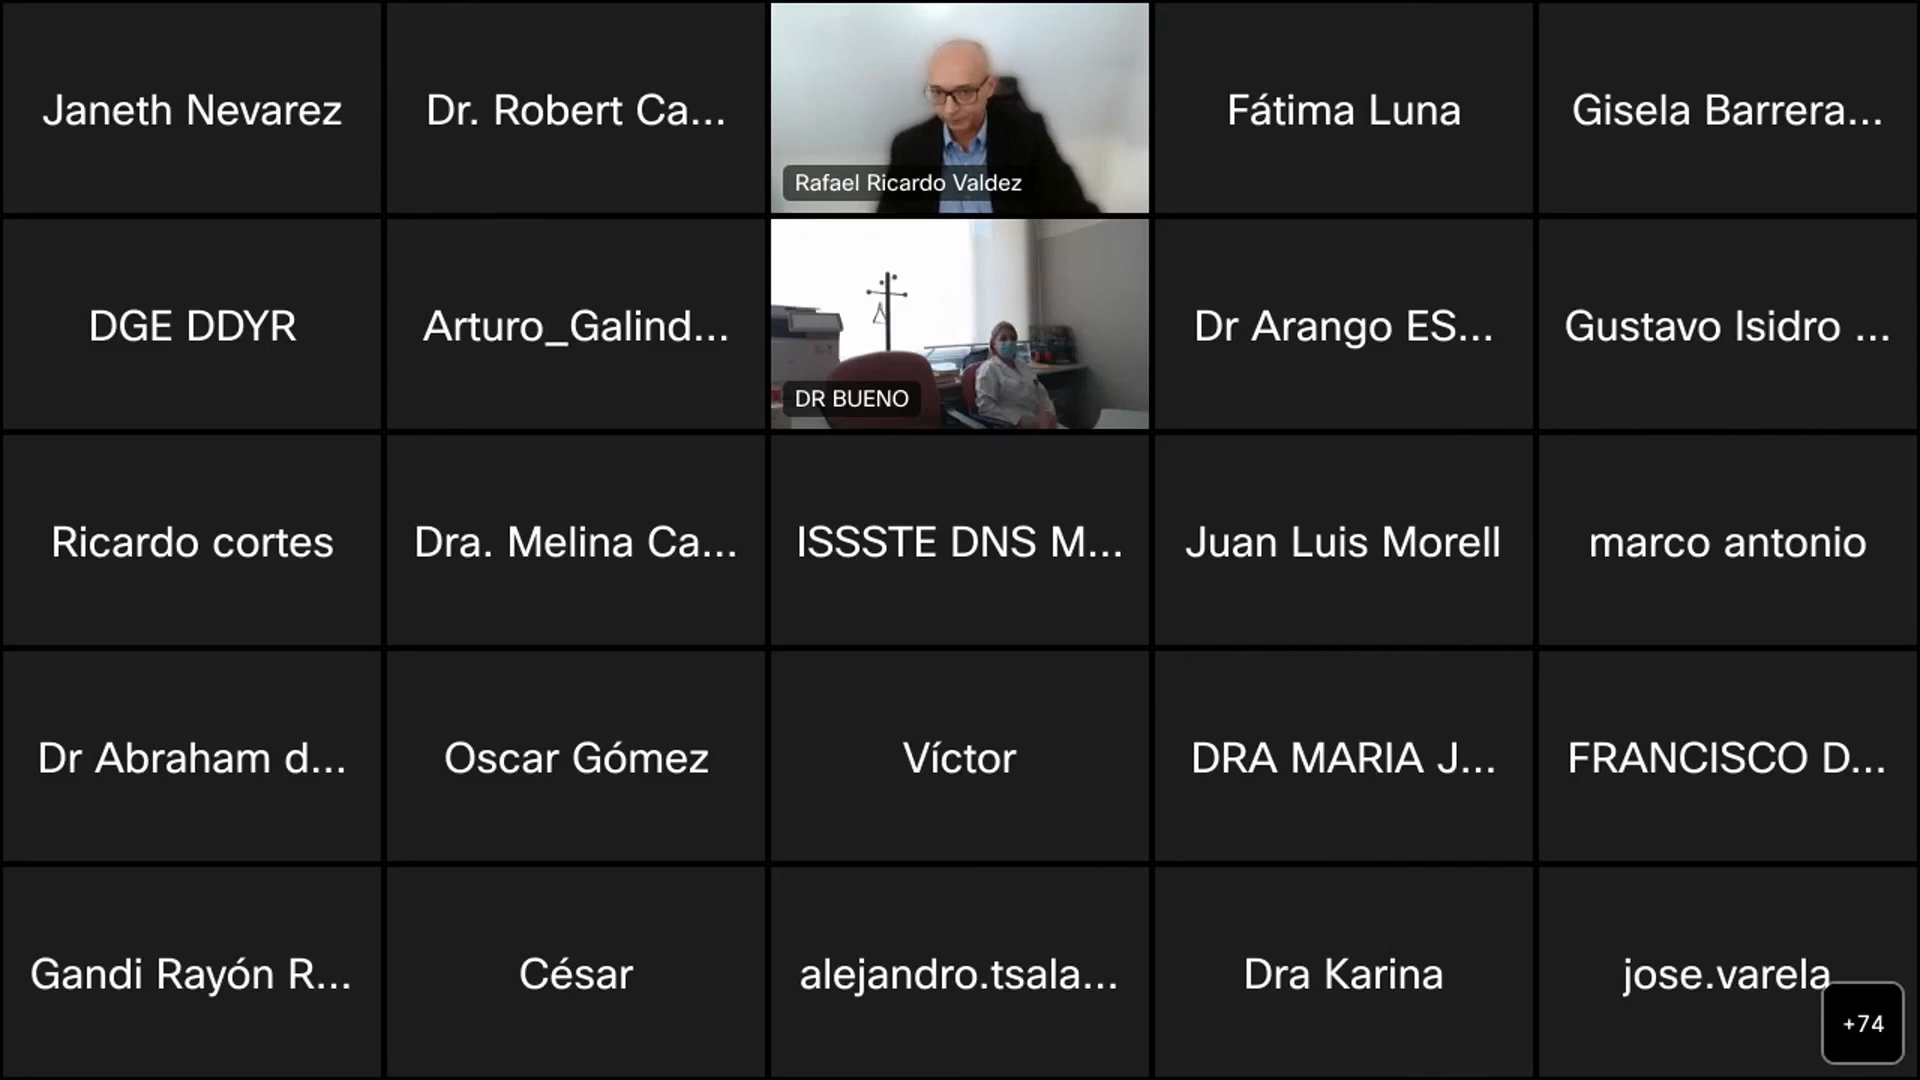 Janeth Nevarez
Dr. Robert Ca...
Rafael Ricardo Valdez
Fátima Luna
Gisela Barrera...
DGE DDYR
Arturo_Galind...
DR BUENO
Dr Arango ES...
Gustavo Isidro ...
Ricardo cortes
Dra. Melina Ca...
ISSSTE DNS M...
Juan Luis Morell
marco antonio
Dr Abraham d...
Oscar Gómez
Víctor
DRA MARIA J...
FRANCISCO D...
Gandi Rayón R...
César
alejandro.tsala...
Dra Karina
jose.varela
+74